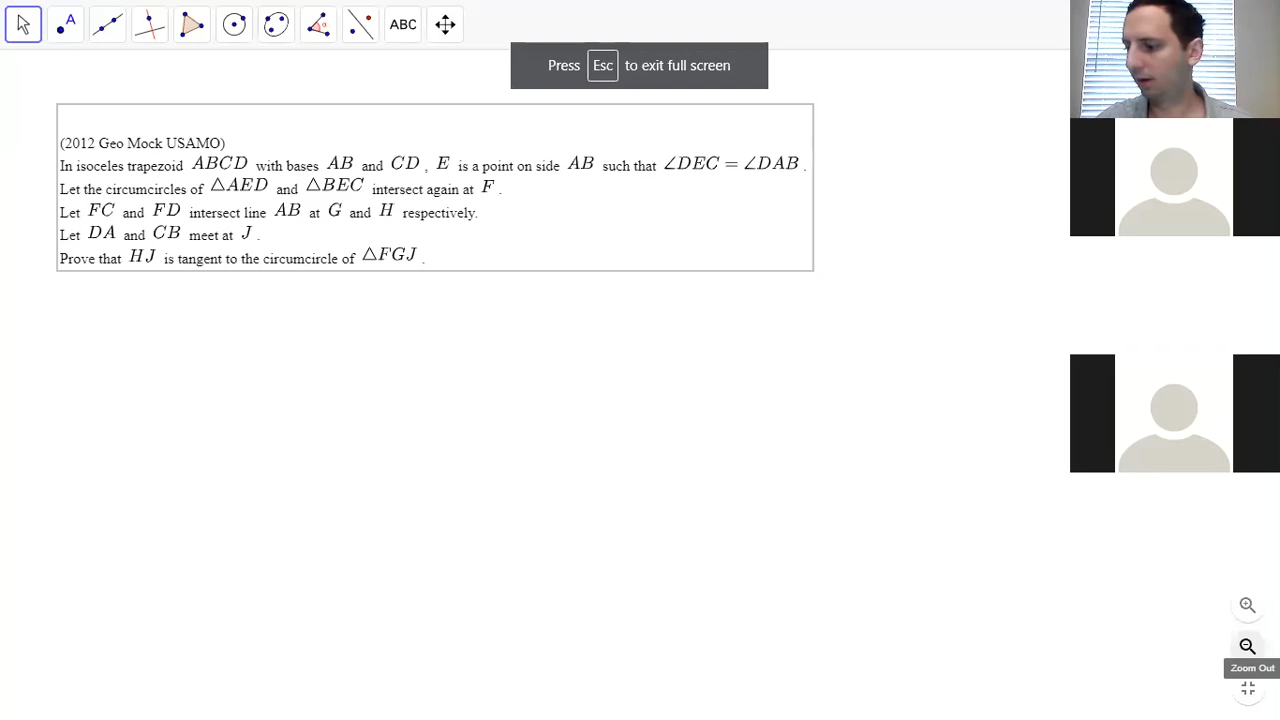 A
ABC
Press Esc to exit full screen
(2012 Geo Mock USAMO)
In isoceles trapezoid ABCD with bases AB and CD , E is a point on side AB such that ∠DEC = ∠DAB .
Let the circumcircles of △AED and △BEC intersect again at F .
Let FC and FD intersect line AB at G and H respectively.
Let DA and CB meet at J .
Prove that HJ is tangent to the circumcircle of △FGJ .
Zoom Out